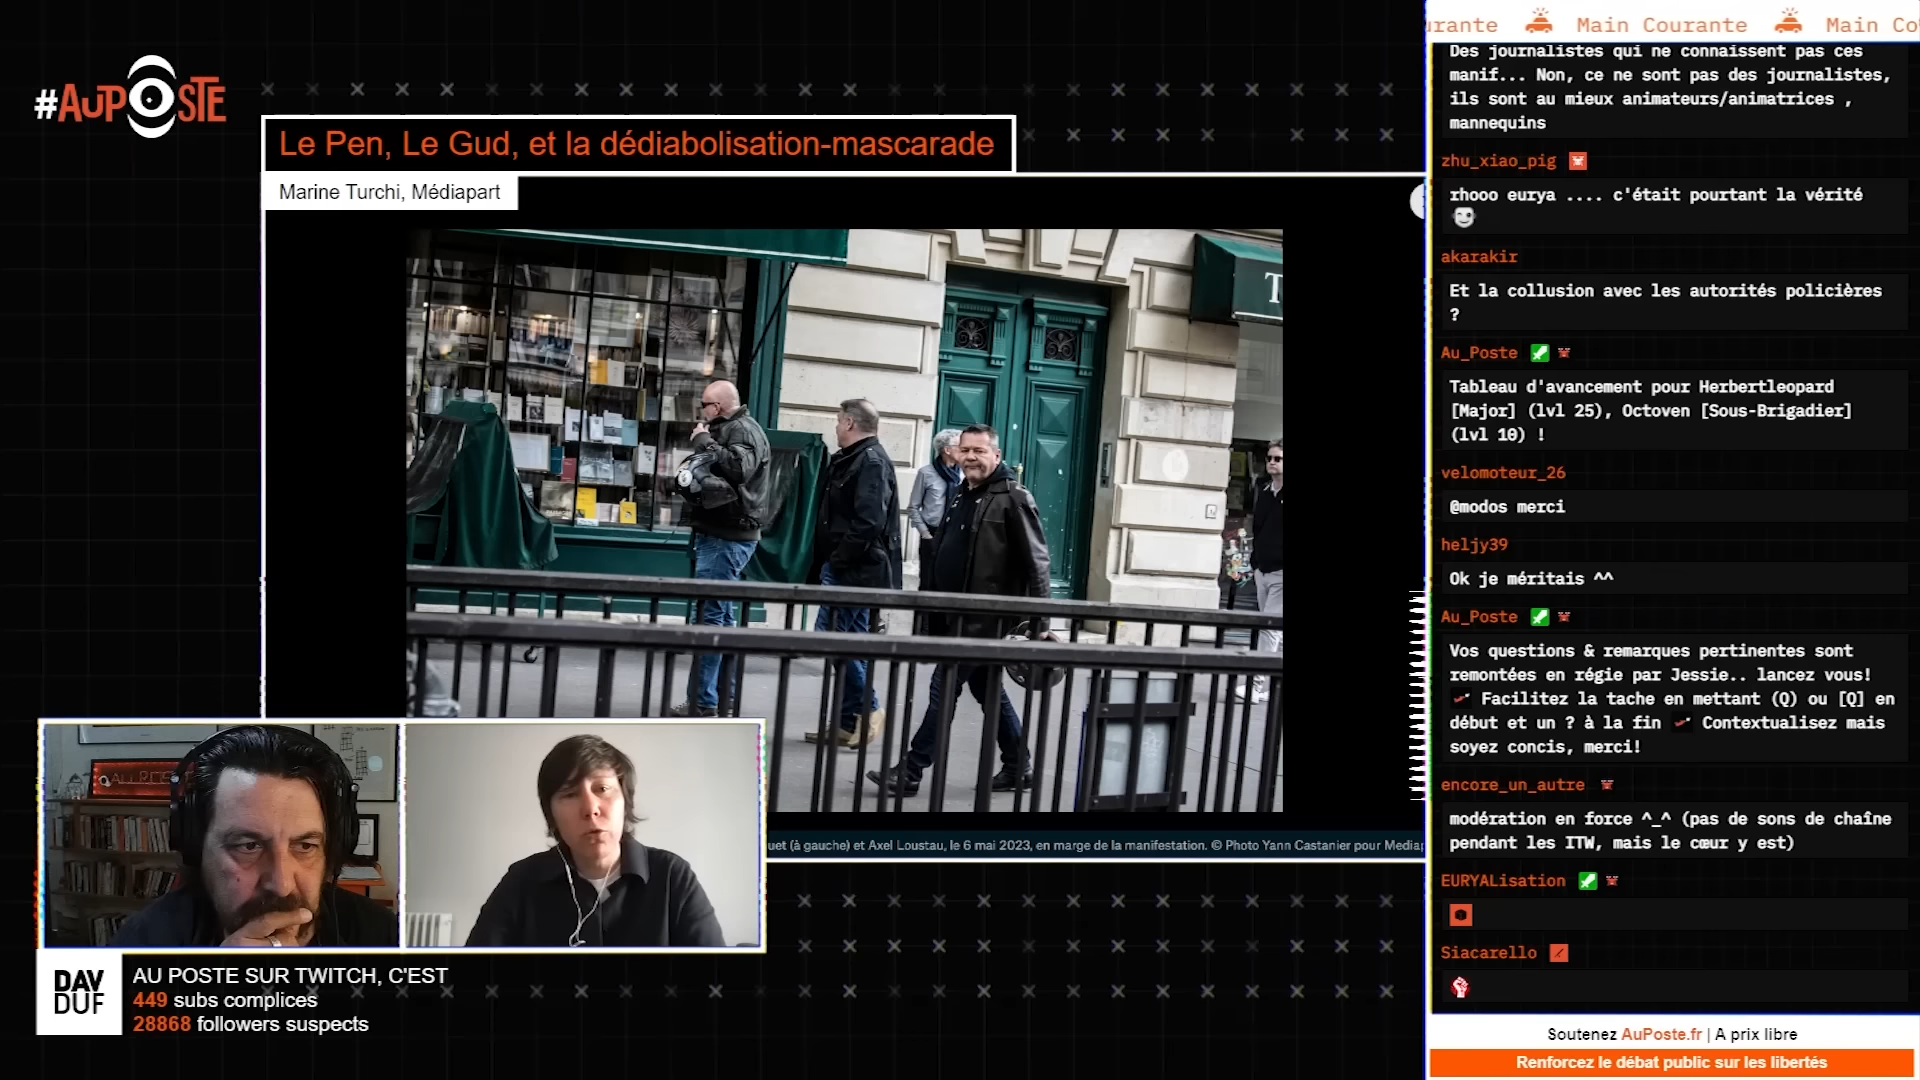 #AUPOSTE
Le Pen, Le Gud, et la dédiabolisation-mascarade
Marine Turchi, Médiapart
T
uet (à gauche) et Axel Loustau, le 6 mai 2023, en marge de la manifestation. © Photo Yann Castanier pour Mediap
DAV
DUF
AU POSTE SUR TWITCH, C'EST
449 subs complices
28868 followers suspects
urante Main Courante Main Co
Des journalistes qui ne connaissent pas ces
manif... Non, ce ne sont pas des journalistes,
ils sont au mieux animateurs/animatrices ,
mannequins
zhu_xiao_pig
rhooo eurya .... c'était pourtant la vérité
akarakir
Et la collusion avec les autorités policières
?
Au_Poste
Tableau d'avancement pour Herbertleopard
[Major] (lvl 25), Octoven [Sous-Brigadier]
(lvl 10) !
velomoteur_26
@modos merci
heljy39
Ok je méritais ^^
Au_Poste
Vos questions & remarques pertinentes sont
remontées en régie par Jessie.. lancez vous!
Facilitez la tache en mettant (Q) ou [Q] en
début et un ? à la fin Contextualisez mais
soyez concis, merci!
encore_un_autre
modération en force ^_^ (pas de sons de chaîne
pendant les ITW, mais le cœur y est)
EURYALisation
Siacarello
Soutenez AuPoste.fr | A prix libre
Renforcez le débat public sur les libertés